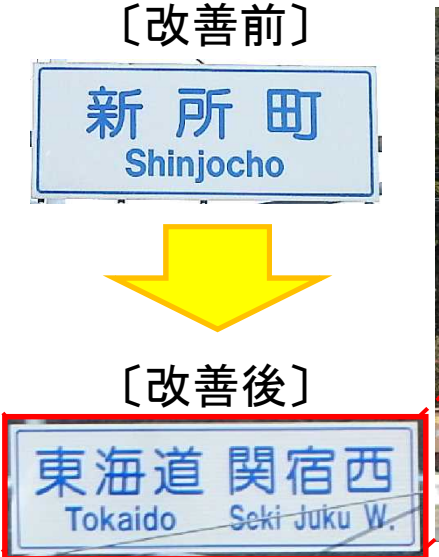 〔改善前〕
新所町
Shinjocho
〔改善後〕
東海道 関宿西
Tokaido Seki Juku W.